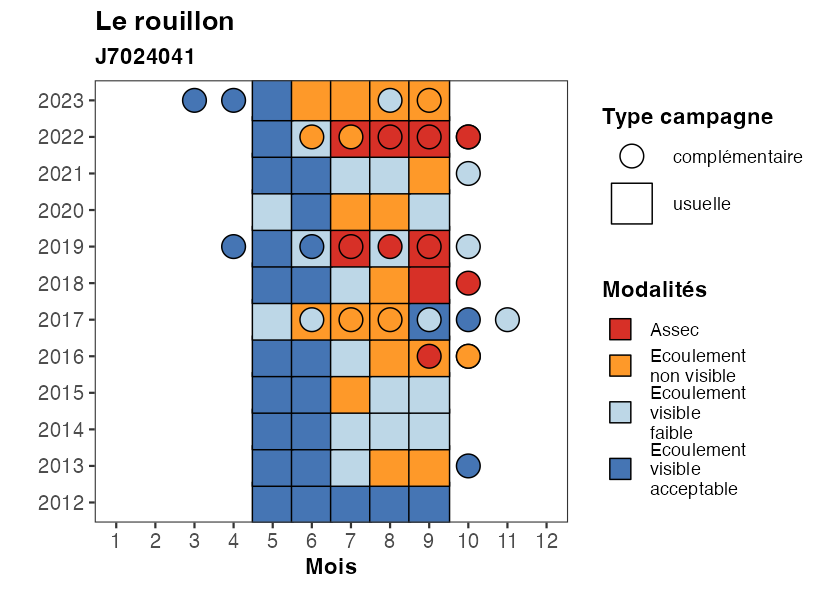 Le rouillon
J7024041
2023
2022
2021
2020
2019
2018
2017
2016
2015
2014
2013
2012
1 2 3 4 5 6 7 8 9 10 11 12
Mois
Type campagne
complémentaire
usuelle
Modalités
Assec
Ecoulement
non visible
Ecoulement
visible
faible
Ecoulement
visible
acceptable